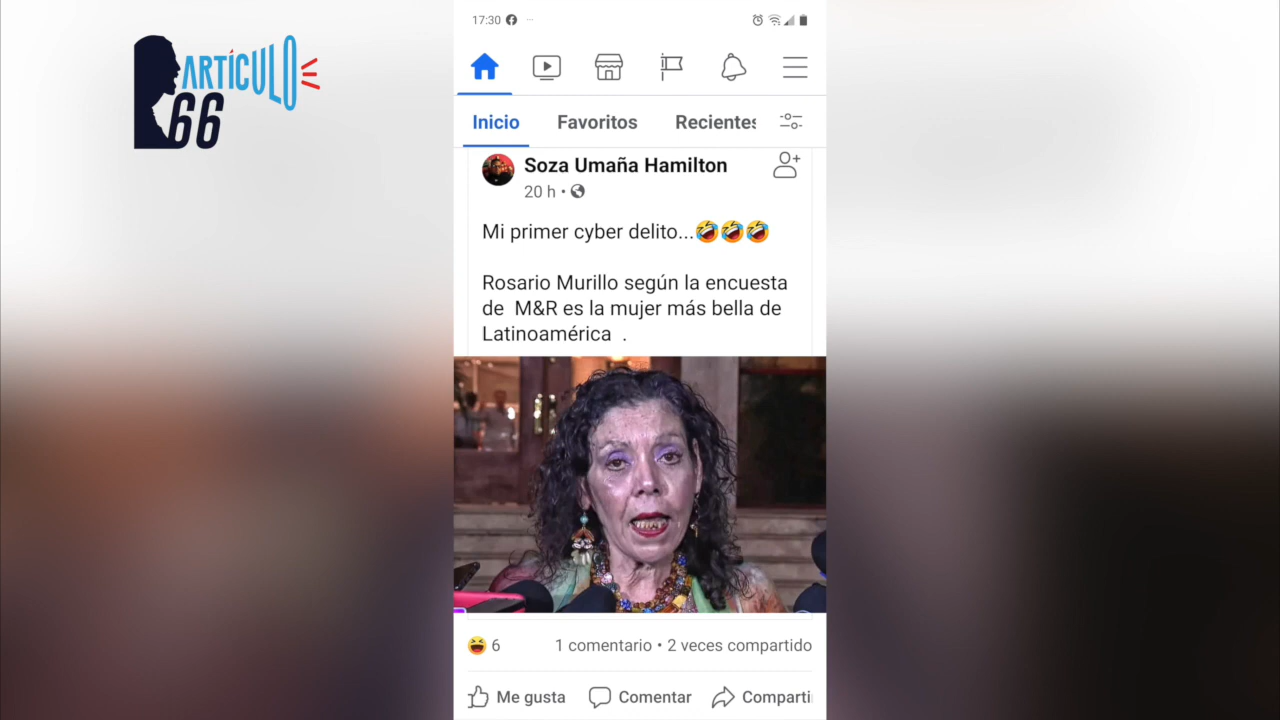 ARTÍCULO
66
17:30
Inicio Favoritos Recientes
Soza Umaña Hamilton
20 h •
Mi primer cyber delito...🤣🤣🤣
Rosario Murillo según la encuesta
de M&R es la mujer más bella de
Latinoamérica .
6 1 comentario • 2 veces compartido
Me gusta Comentar Comparti